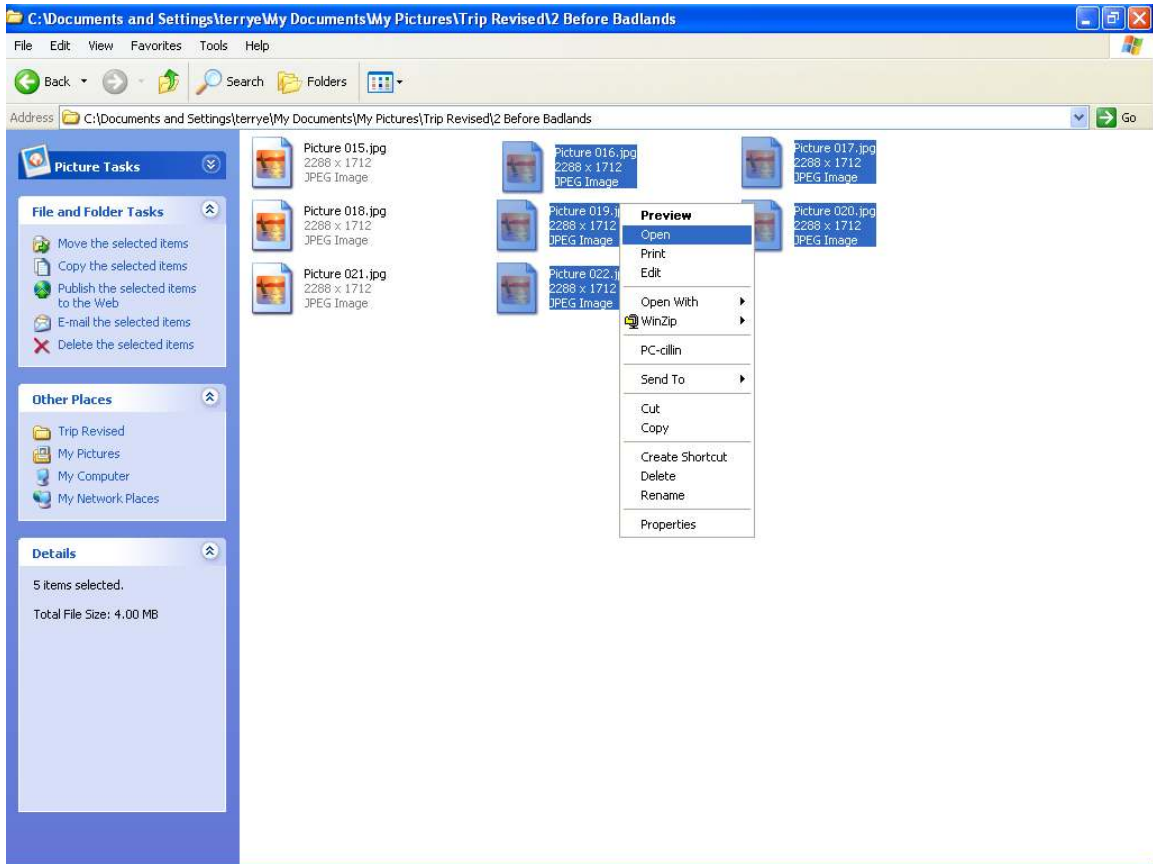 C:\Documents and Settings\terrye\My Documents\My Pictures\Trip Revised\2 Before Badlands
File Edit View Favorites Tools Help
Back Search Folders
Address C:\Documents and Settings\terrye\My Documents\My Pictures\Trip Revised\2 Before Badlands Go
Picture Tasks
File and Folder Tasks
Move the selected items
Copy the selected items
Publish the selected items
to the Web
E-mail the selected items
Delete the selected items
Other Places
Trip Revised
My Pictures
My Computer
My Network Places
Details
5 items selected.
Total File Size: 4.00 MB
Picture 015.jpg
2288 x 1712
JPEG Image
Picture 016.jpg
2288 x 1712
JPEG Image
Picture 017.jpg
2288 x 1712
JPEG Image
Picture 018.jpg
2288 x 1712
JPEG Image
Picture 019.j
2288 x 1712
JPEG Image
Picture 020.jpg
2288 x 1712
JPEG Image
Picture 021.jpg
2288 x 1712
JPEG Image
Picture 022.j
2288 x 1712
JPEG Image
Preview
Open
Print
Edit
Open With
WinZip
PC-cillin
Send To
Cut
Copy
Create Shortcut
Delete
Rename
Properties